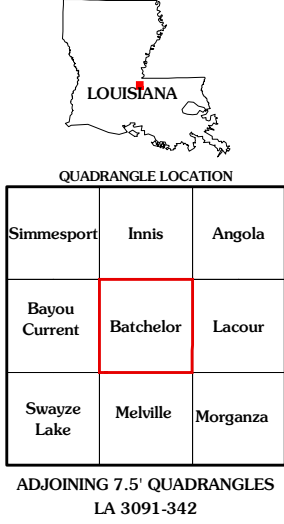 LOUISIANA
QUADRANGLE LOCATION
Simmesport Innis Angola
Bayou
Current Batchelor Lacour
Swayze
Lake Melville Morganza
ADJOINING 7.5' QUADRANGLES
LA 3091-342